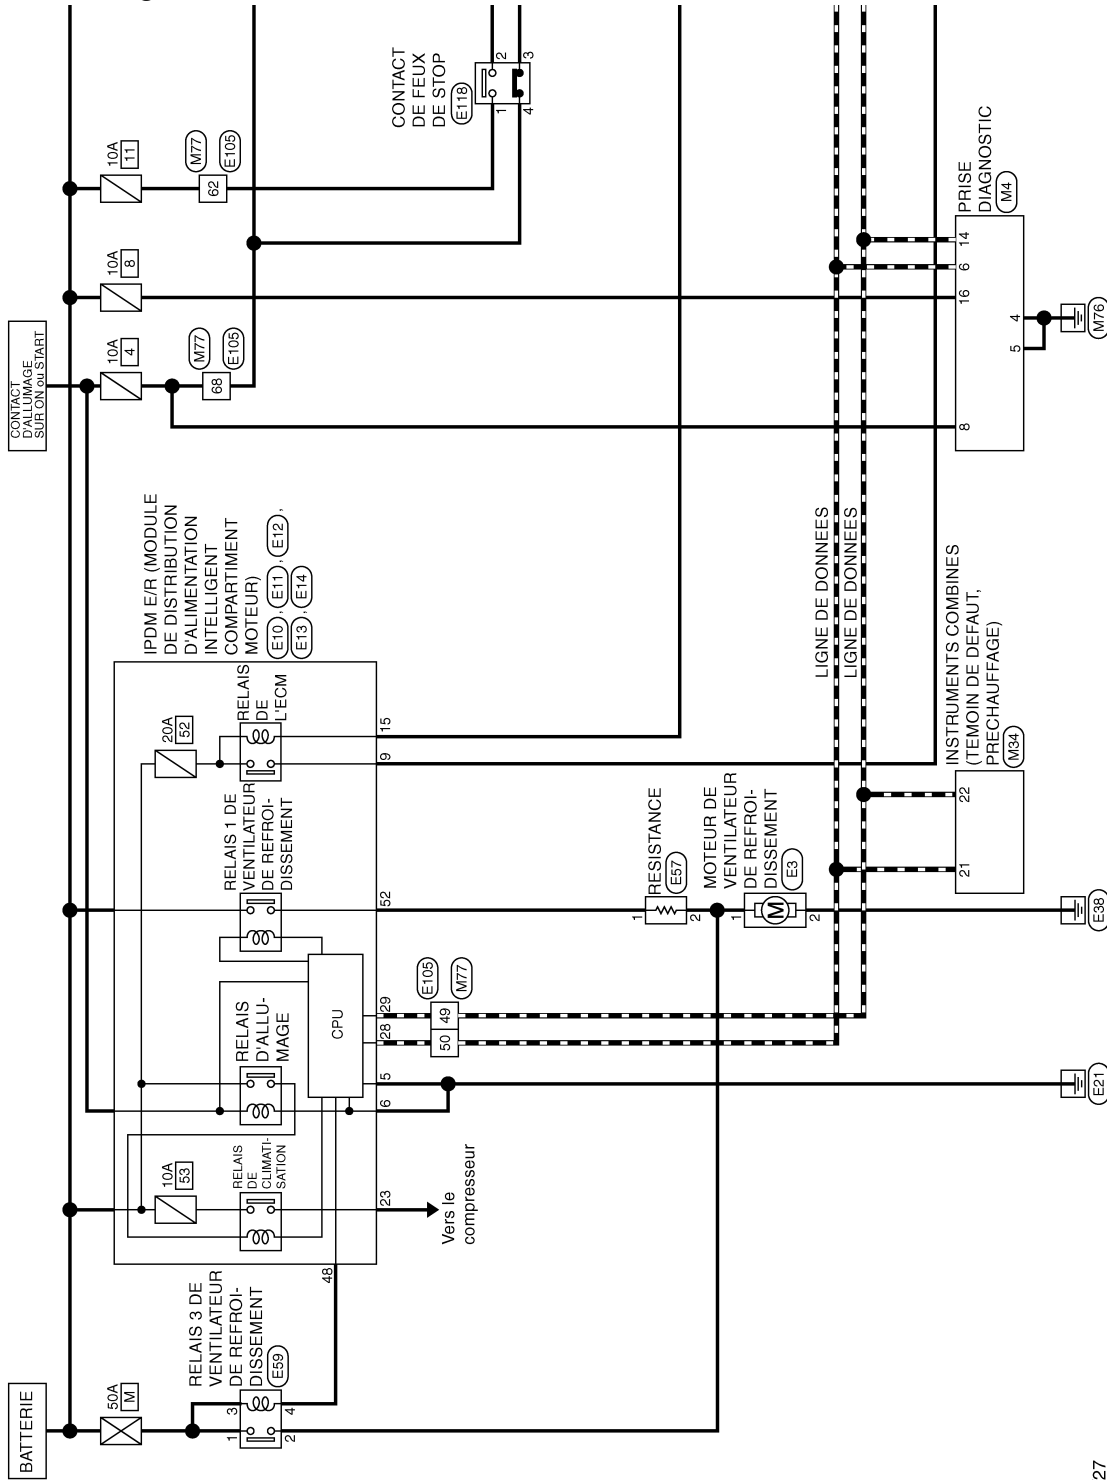 BATTERIE
50A
M
RELAIS 3 DE
VENTILATEUR
DE REFROI-
DISSEMENT
E59
1
3
2
4
48
CONTACT
D'ALLUMAGE
SUR ON ou START
10A
4
M77
68
E105
10A
8
10A
11
M77
62
E105
CONTACT
DE FEUX
DE STOP
E118
1
2
4
3
IPDM E/R (MODULE
DE DISTRIBUTION
D'ALIMENTATION
INTELLIGENT
COMPARTIMENT
MOTEUR)
E10 , E11 , E12 ,
E13 , E14
10A
53
RELAIS
DE
CLIMATI-
SATION
RELAIS
D'ALLU-
MAGE
CPU
RELAIS 1 DE
VENTILATEUR
DE REFROI-
DISSEMENT
20A
52
RELAIS
DE
L'ECM
23
6
5
28
29
52
9
15
Vers le
compresseur
50
49
E105
M77
1
RESISTANCE
E57
2
MOTEUR DE
VENTILATEUR
DE REFROI-
DISSEMENT
E3
1
M
2
LIGNE DE DONNEES
LIGNE DE DONNEES
INSTRUMENTS COMBINES
(TEMOIN DE DEFAUT,
PRECHAUFFAGE)
M34
21
22
PRISE
DIAGNOSTIC
M4
8
16
6
14
5
4
E21
E38
M76
27